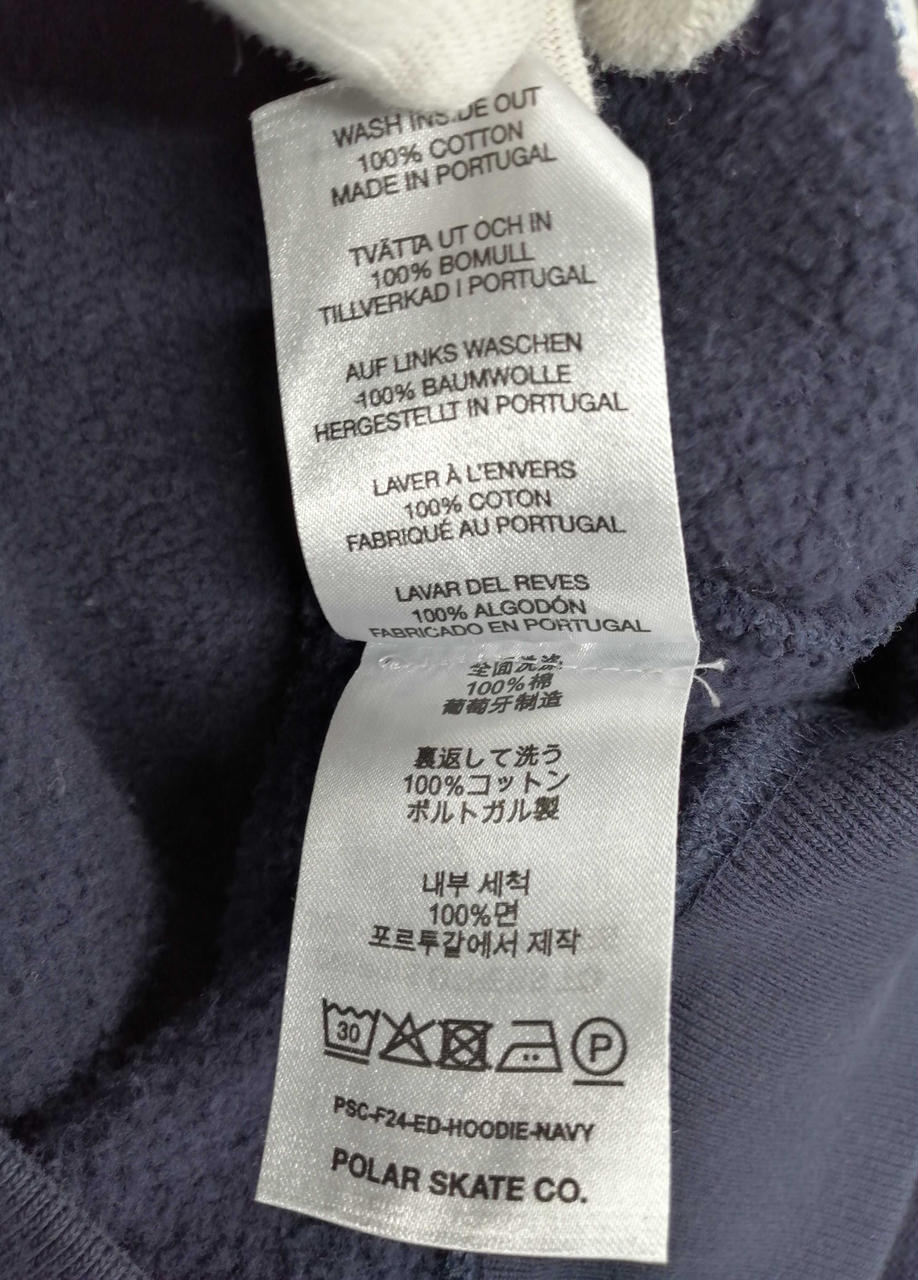 WASH INSIDE OUT
100% COTTON
MADE IN PORTUGAL
TVÄTTA UT OCH IN
100% BOMULL
TILLVERKAD I PORTUGAL
AUF LINKS WASCHEN
100% BAUMWOLLE
HERGESTELLT IN PORTUGAL
LAVER À L'ENVERS
100% COTON
FABRIQUÉ AU PORTUGAL
LAVAR DEL REVES
100% ALGODÓN
FABRICADO EN PORTUGAL
全面洗涤
100%棉
葡萄牙制造
裏返して洗う
100%コットン
ポルトガル製
내부 세척
100%면
포르투갈에서 제작
30 P
PSC-F24-ED-HOODIE-NAVY
POLAR SKATE CO.